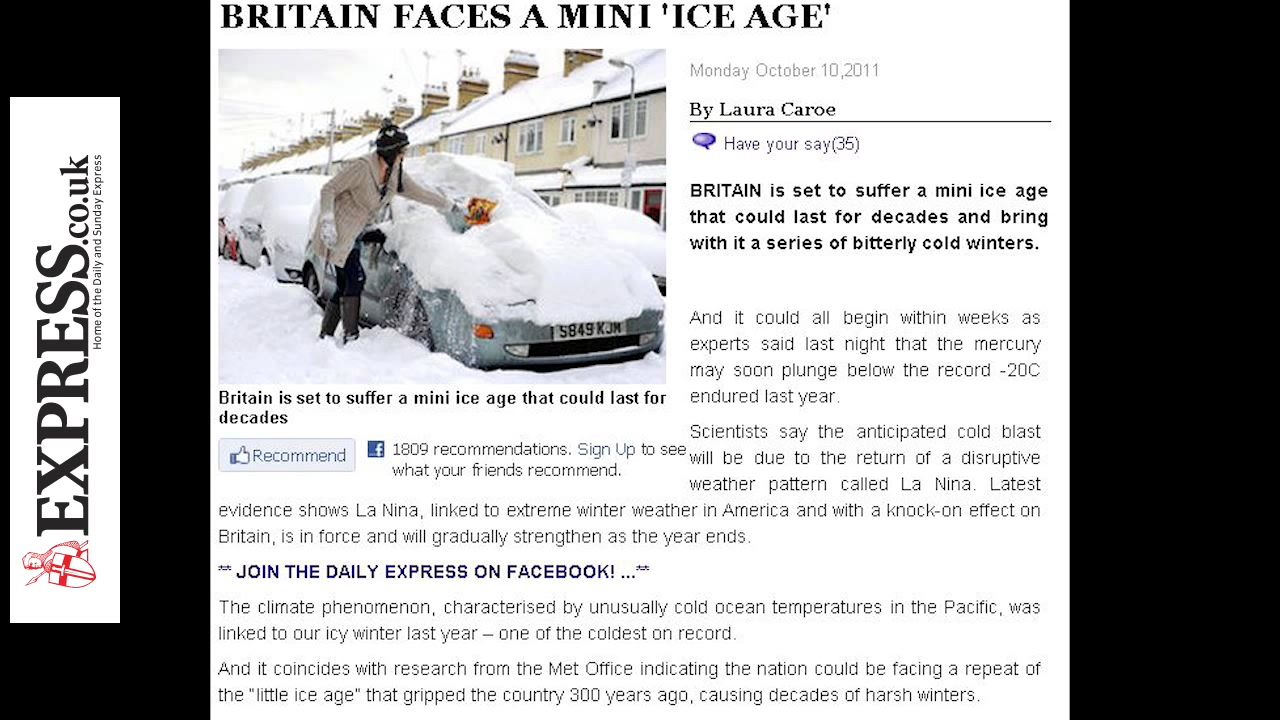 BRITAIN FACES A MINI 'ICE AGE'
EXPRESS.co.uk
Home of the Daily and Sunday Express
S849 KJM
Britain is set to suffer a mini ice age that could last for
decades
Recommend
1809 recommendations. Sign Up to see
what your friends recommend.
Monday October 10,2011
By Laura Caroe
Have your say(35)
BRITAIN is set to suffer a mini ice age
that could last for decades and bring
with it a series of bitterly cold winters.
And it could all begin within weeks as
experts said last night that the mercury
may soon plunge below the record -20C
endured last year.
Scientists say the anticipated cold blast
will be due to the return of a disruptive
weather pattern called La Nina. Latest
evidence shows La Nina, linked to extreme winter weather in America and with a knock-on effect on
Britain, is in force and will gradually strengthen as the year ends.
** JOIN THE DAILY EXPRESS ON FACEBOOK! ...**
The climate phenomenon, characterised by unusually cold ocean temperatures in the Pacific, was
linked to our icy winter last year – one of the coldest on record.
And it coincides with research from the Met Office indicating the nation could be facing a repeat of
the "little ice age" that gripped the country 300 years ago, causing decades of harsh winters.